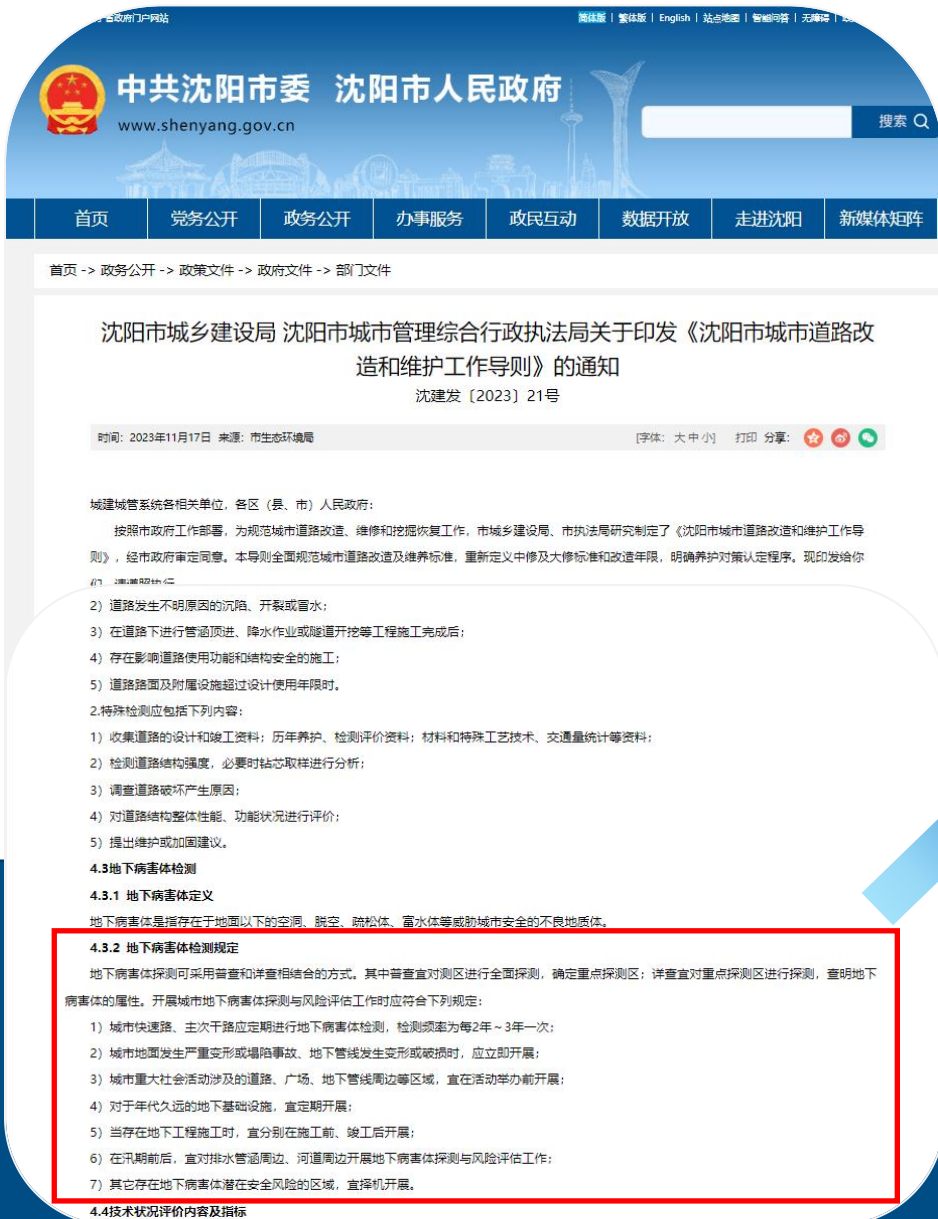 省政府门户网站
简体版 | 繁体版 | English | 站点地图 | 智能问答 | 无障碍 |
中共沈阳市委 沈阳市人民政府
www.shenyang.gov.cn
搜索
首页 党务公开 政务公开 办事服务 政民互动 数据开放 走进沈阳 新媒体矩阵
首页 -> 政务公开 -> 政策文件 -> 政府文件 -> 部门文件
沈阳市城乡建设局 沈阳市城市管理综合行政执法局关于印发《沈阳市城市道路改
造和维护工作导则》的通知
沈建发〔2023〕21号
时间：2023年11月17日 来源：市生态环境局 [字体：大 中 小] 打印 分享：
城建城管系统各相关单位，各区（县、市）人民政府：
按照市政府工作部署，为规范城市道路改造、维修和挖掘恢复工作，市城乡建设局、市执法局研究制定了《沈阳市城市道路改造和维护工作导
则》，经市政府审定同意。本导则全面规范城市道路改造及维养标准，重新定义中修及大修标准和改造年限，明确养护对策认定程序。现印发给你
们，请遵照执行
2）道路发生不明原因的沉陷、开裂或冒水；
3）在道路下进行管涵顶进、降水作业或隧道开挖等工程施工完成后；
4）存在影响道路使用功能和结构安全的施工；
5）道路路面及附属设施超过设计使用年限时。
2.特殊检测应包括下列内容：
1）收集道路的设计和竣工资料；历年养护、检测评价资料；材料和特殊工艺技术、交通量统计等资料；
2）检测道路结构强度，必要时钻芯取样进行分析；
3）调查道路破坏产生原因；
4）对道路结构整体性能、功能状况进行评价；
5）提出维护或加固建议。
4.3地下病害体检测
4.3.1 地下病害体定义
地下病害体是指存在于地面以下的空洞、脱空、疏松体、富水体等威胁城市安全的不良地质体。
4.3.2 地下病害体检测规定
地下病害体探测可采用普查和详查相结合的方式。其中普查宜对测区进行全面探测，确定重点探测区；详查宜对重点探测区进行探测，查明地下
病害体的属性。开展城市地下病害体探测与风险评估工作时应符合下列规定：
1）城市快速路、主次干路应定期进行地下病害体检测，检测频率为每2年～3年一次；
2）城市地面发生严重变形或塌陷事故、地下管线发生变形或破损时，应立即开展；
3）城市重大社会活动涉及的道路、广场、地下管线周边等区域，宜在活动举办前开展；
4）对于年代久远的地下基础设施，宜定期开展；
5）当存在地下工程施工时，宜分别在施工前、竣工后开展；
6）在汛期前后，宜对排水管涵周边、河道周边开展地下病害体探测与风险评估工作；
7）其它存在地下病害体潜在安全风险的区域，宜择机开展。
4.4技术状况评价内容及指标